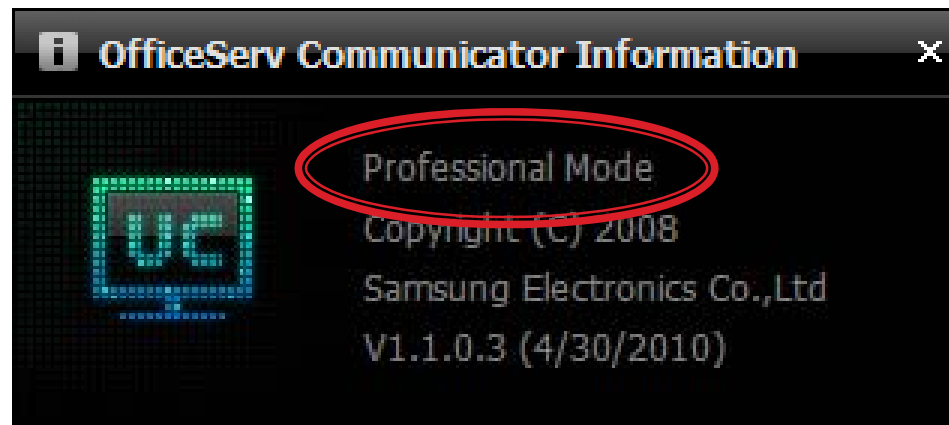 i OfficeServ Communicator Information ×
Professional Mode
UC
Copyright (C) 2008
Samsung Electronics Co.,Ltd
V1.1.0.3 (4/30/2010)